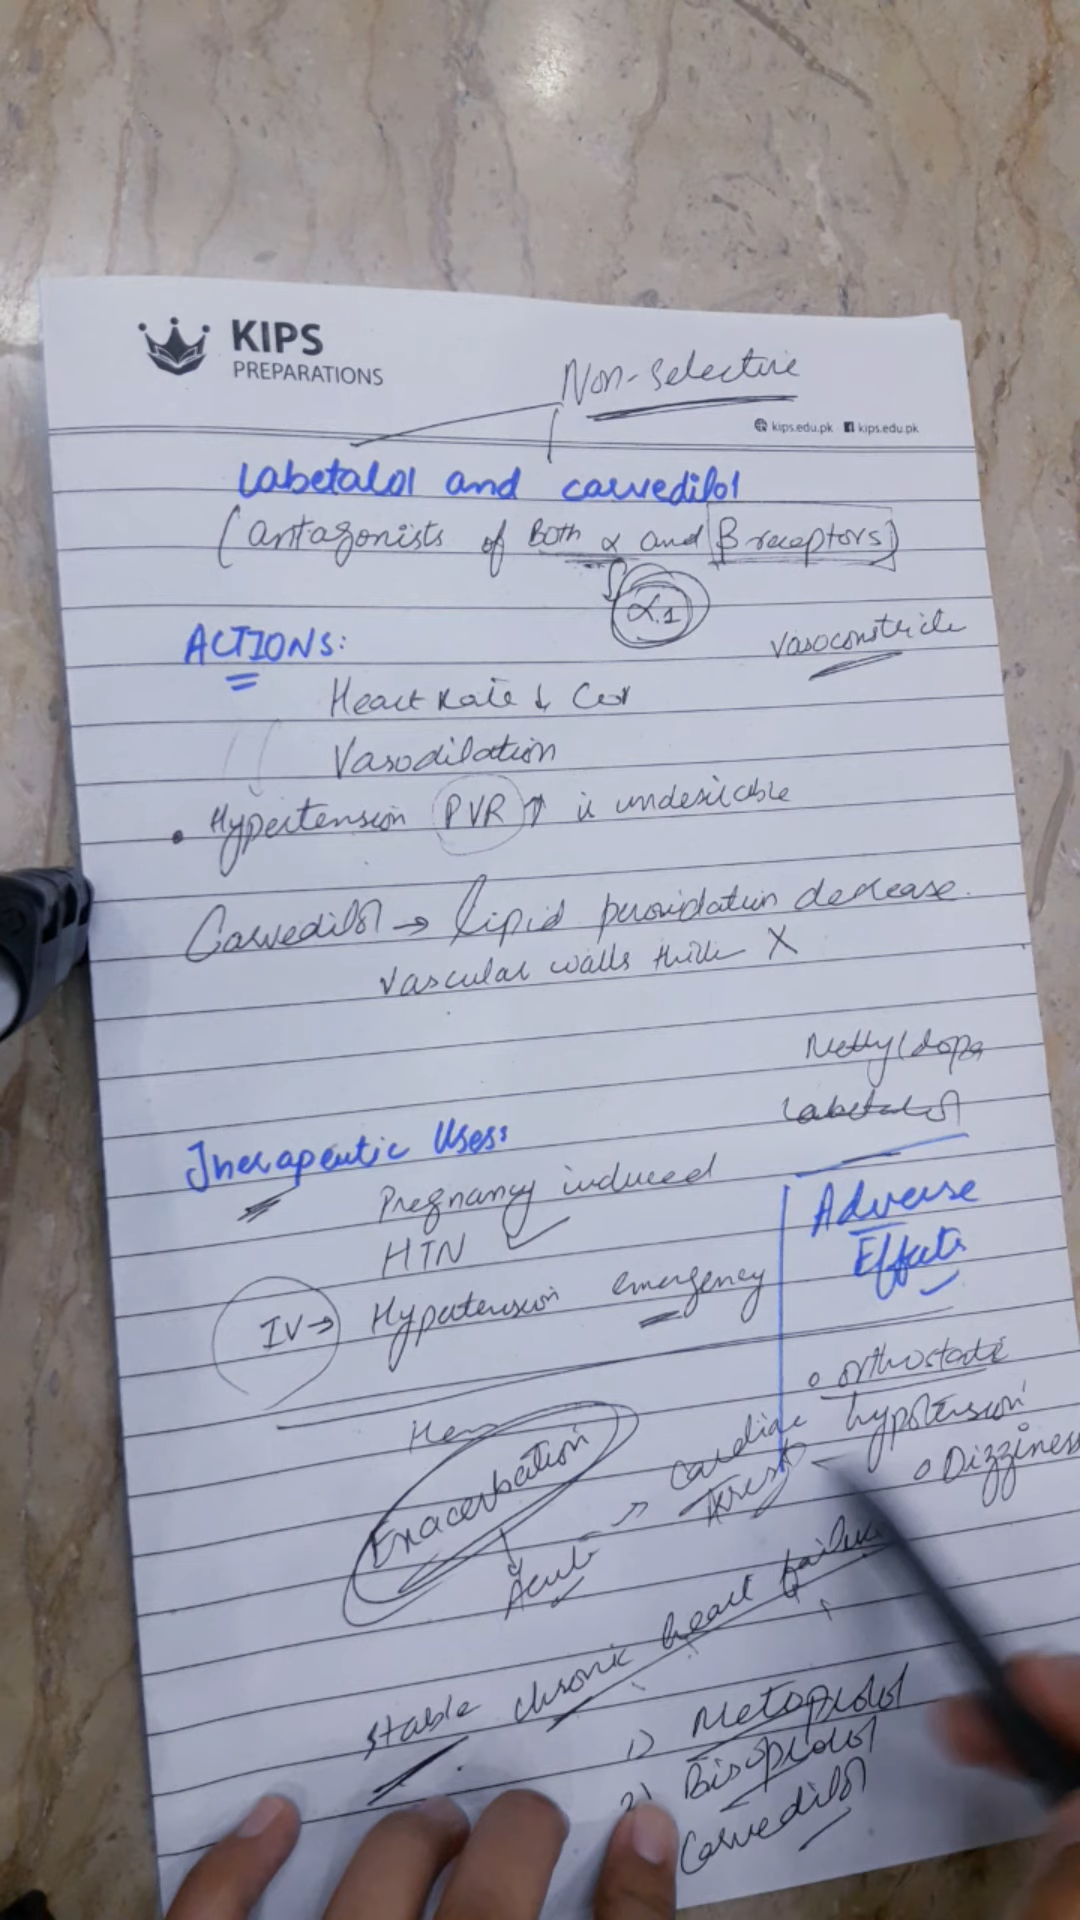 KIPS
PREPARATIONS
Non-Selective
kips.edu.pk kips.edu.pk
Labetalol and carvedilol
(antagonists of Both α and β receptors)
α1
ACTIONS:
vasoconstricte
Heart Rate ↓
Vasodilation
• Hypertension PVR ↑ is undesirable
Carvedilol → lipid peroxidation decrease.
vascular walls thick X
Methyldopa
Labetalol
Therapeutic Uses:
Pregnancy induced
HTN ✓
IV → Hypertension emergency
Adverse
Effects
o orthostatic
hypotension
o Dizziness
Exacerbation
Acute
Cardiac
Arrest
Stable chronic heart failure
1) Metoprolol
2) Bisoprolol
Carvedilol